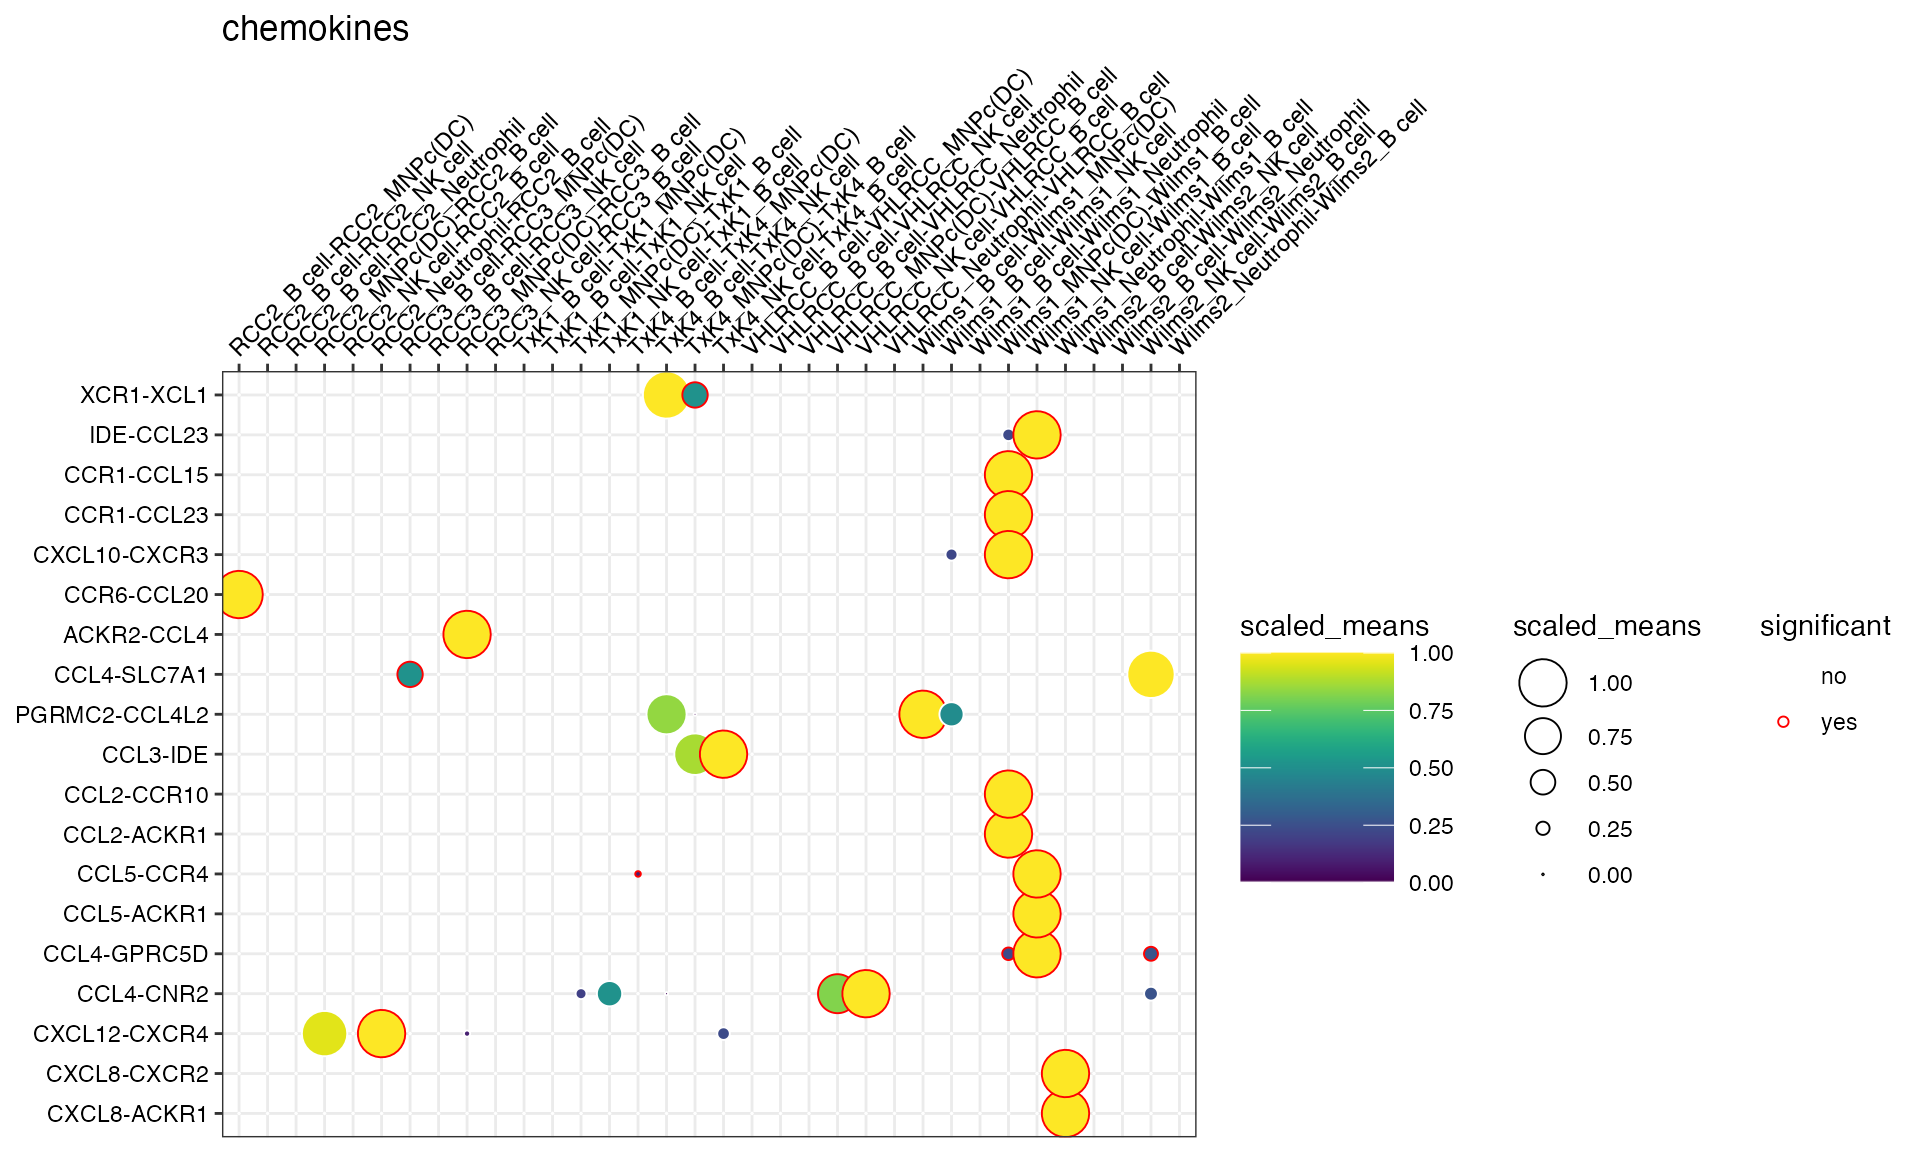 chemokines
RCC2_B cell-RCC2_MNPc(DC)
RCC2_B cell-RCC2_NK cell
RCC2_B cell-RCC2_Neutrophil
RCC2_MNPc(DC)-RCC2_B cell
RCC2_NK cell-RCC2_B cell
RCC2_Neutrophil-RCC2_B cell
RCC3_B cell-RCC3_MNPc(DC)
RCC3_B cell-RCC3_NK cell
RCC3_MNPc(DC)-RCC3_B cell
RCC3_NK cell-RCC3_B cell
TxK1_B cell-TxK1_MNPc(DC)
TxK1_B cell-TxK1_NK cell
TxK1_MNPc(DC)-TxK1_B cell
TxK1_NK cell-TxK1_B cell
TxK4_B cell-TxK4_MNPc(DC)
TxK4_B cell-TxK4_NK cell
TxK4_MNPc(DC)-TxK4_B cell
TxK4_NK cell-TxK4_B cell
VHLRCC_B cell-VHLRCC_MNPc(DC)
VHLRCC_B cell-VHLRCC_NK cell
VHLRCC_B cell-VHLRCC_Neutrophil
VHLRCC_MNPc(DC)-VHLRCC_B cell
VHLRCC_NK cell-VHLRCC_B cell
VHLRCC_Neutrophil-VHLRCC_B cell
Wilms1_B cell-Wilms1_MNPc(DC)
Wilms1_B cell-Wilms1_NK cell
Wilms1_B cell-Wilms1_Neutrophil
Wilms1_MNPc(DC)-Wilms1_B cell
Wilms1_NK cell-Wilms1_B cell
Wilms1_Neutrophil-Wilms1_B cell
Wilms2_B cell-Wilms2_NK cell
Wilms2_B cell-Wilms2_Neutrophil
Wilms2_NK cell-Wilms2_B cell
Wilms2_Neutrophil-Wilms2_B cell
XCR1-XCL1
IDE-CCL23
CCR1-CCL15
CCR1-CCL23
CXCL10-CXCR3
CCR6-CCL20
ACKR2-CCL4
CCL4-SLC7A1
PGRMC2-CCL4L2
CCL3-IDE
CCL2-CCR10
CCL2-ACKR1
CCL5-CCR4
CCL5-ACKR1
CCL4-GPRC5D
CCL4-CNR2
CXCL12-CXCR4
CXCL8-CXCR2
CXCL8-ACKR1
scaled_means
1.00
0.75
0.50
0.25
0.00
scaled_means
1.00
0.75
0.50
0.25
0.00
significant
no
yes